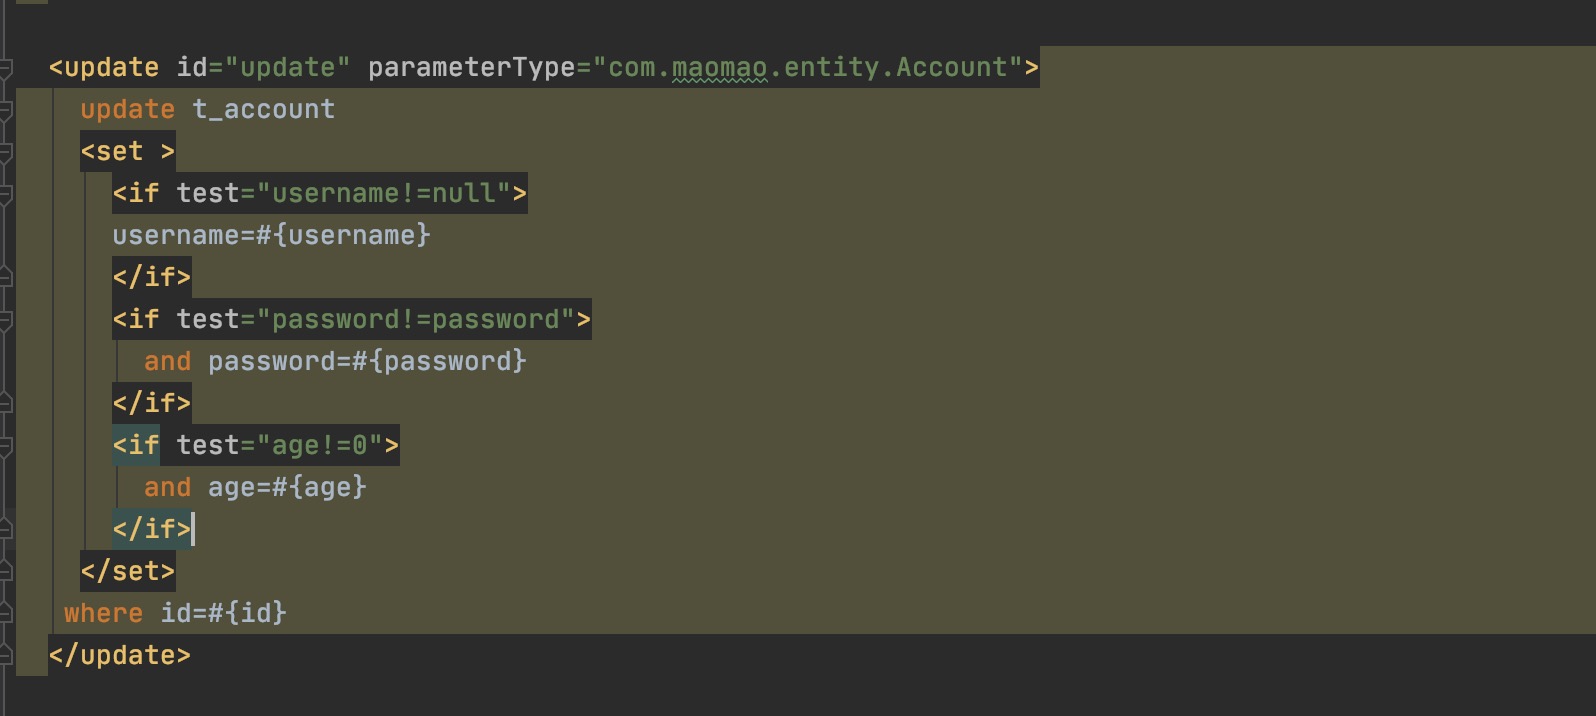 <update id="update" parameterType="com.maomao.entity.Account">
update t_account
<set >
<if test="username!=null">
username=#{username}
</if>
<if test="password!=password">
and password=#{password}
</if>
<if test="age!=0">
and age=#{age}
</if>
</set>
where id=#{id}
</update>